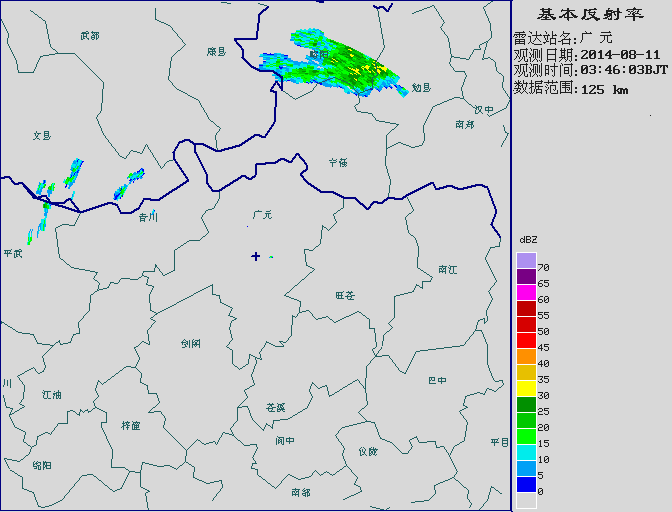 基本反射率
雷达站名:广 元
观测日期:2014-08-11
观测时间:03:46:03BJT
数据范围:125 km
武都
康县
略阳
勉县
汉中
南郑
文县
宁强
青川
广元
平武
南江
旺苍
剑阁
川
江油
巴中
苍溪
梓潼
阆中
仪陇
平昌
绵阳
南部
dBZ
70
65
60
55
50
45
40
35
30
25
20
15
10
5
0